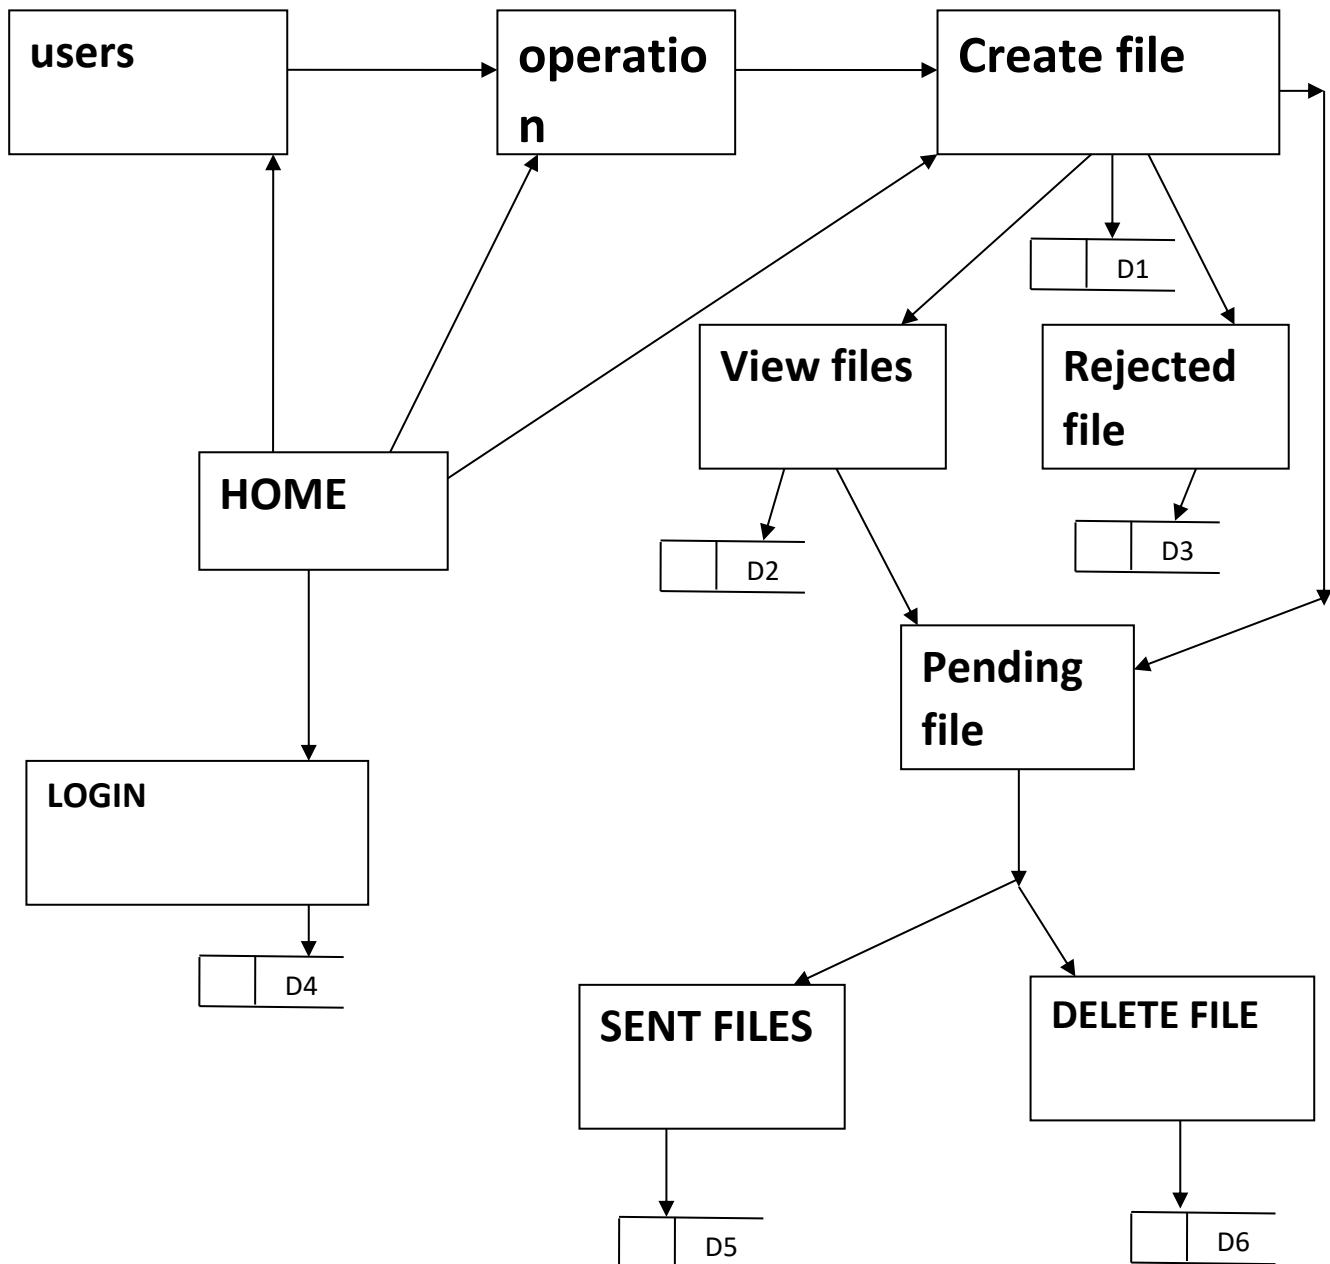 users
operatio
n
Create file
D1
View files
Rejected
file
HOME
D2
D3
Pending
file
LOGIN
D4
SENT FILES
DELETE FILE
D5
D6